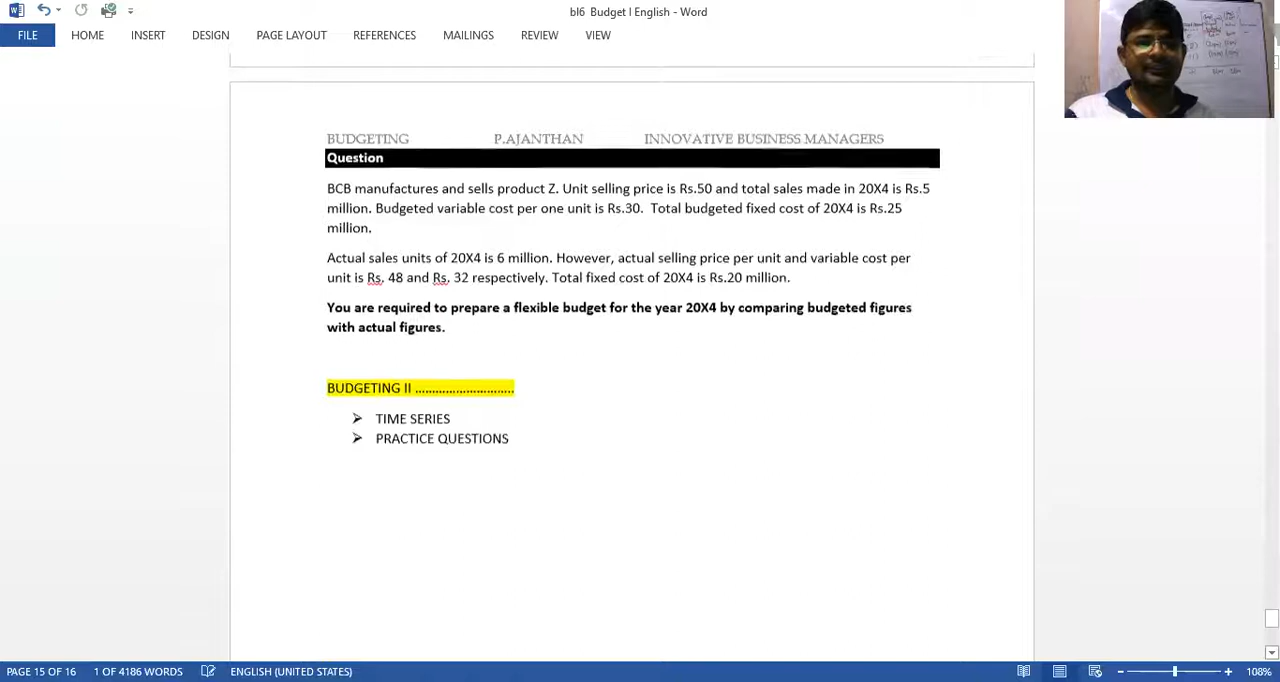 bl6 Budget I English - Word
FILE HOME INSERT DESIGN PAGE LAYOUT REFERENCES MAILINGS REVIEW VIEW
BUDGETING P.AJANTHAN INNOVATIVE BUSINESS MANAGERS
Question
BCB manufactures and sells product Z. Unit selling price is Rs.50 and total sales made in 20X4 is Rs.5
million. Budgeted variable cost per one unit is Rs.30. Total budgeted fixed cost of 20X4 is Rs.25
million.
Actual sales units of 20X4 is 6 million. However, actual selling price per unit and variable cost per
unit is Rs. 48 and Rs. 32 respectively. Total fixed cost of 20X4 is Rs.20 million.
You are required to prepare a flexible budget for the year 20X4 by comparing budgeted figures
with actual figures.
BUDGETING II ................................
TIME SERIES
PRACTICE QUESTIONS
PAGE 15 OF 16 1 OF 4186 WORDS ENGLISH (UNITED STATES) 108%